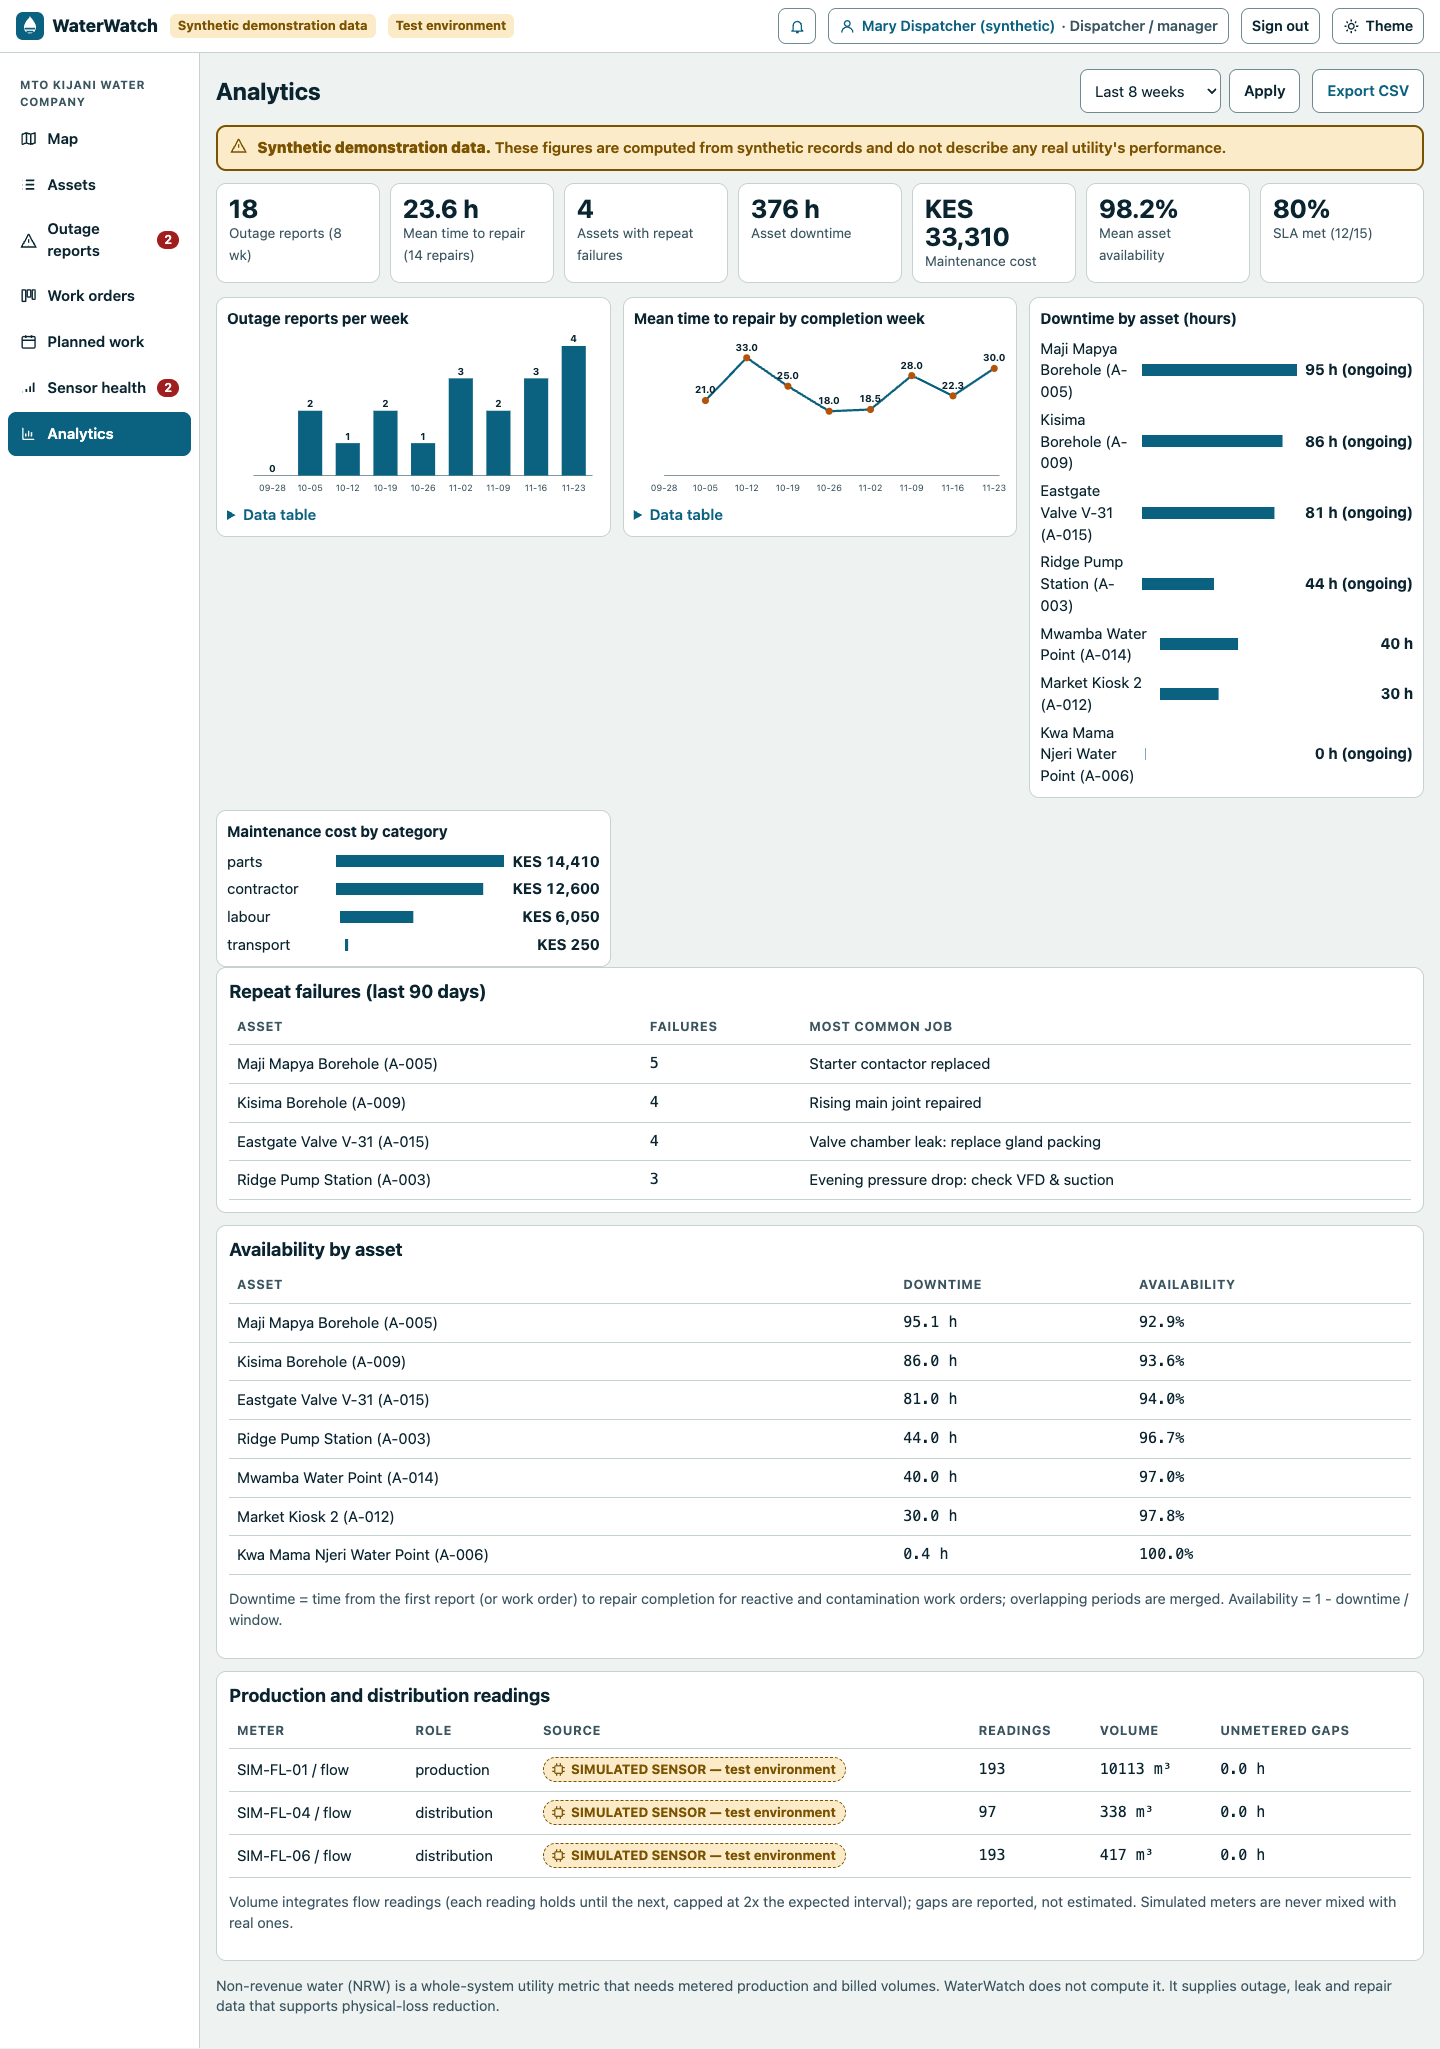 WaterWatch
Synthetic demonstration data
Test environment
Mary Dispatcher (synthetic) · Dispatcher / manager
Sign out
Theme
MTO KIJANI WATER
COMPANY
Map
Assets
Outage
reports
2
Work orders
Planned work
Sensor health
2
Analytics
Analytics
Last 8 weeks
Apply
Export CSV
Synthetic demonstration data. These figures are computed from synthetic records and do not describe any real utility's performance.
18
Outage reports (8
wk)
23.6 h
Mean time to repair
(14 repairs)
4
Assets with repeat
failures
376 h
Asset downtime
KES
33,310
Maintenance cost
98.2%
Mean asset
availability
80%
SLA met (12/15)
Outage reports per week
0 2 1 2 1 3 2 3 4
09-28 10-05 10-12 10-19 10-26 11-02 11-09 11-16 11-23
Data table
Mean time to repair by completion week
21.0 33.0 25.0 18.0 18.5 28.0 22.3 30.0
09-28 10-05 10-12 10-19 10-26 11-02 11-09 11-16 11-23
Data table
Downtime by asset (hours)
Maji Mapya
Borehole (A-
005)
95 h (ongoing)
Kisima
Borehole (A-
009)
86 h (ongoing)
Eastgate
Valve V-31
(A-015)
81 h (ongoing)
Ridge Pump
Station (A-
003)
44 h (ongoing)
Mwamba Water
Point (A-014)
40 h
Market Kiosk 2
(A-012)
30 h
Kwa Mama
Njeri Water
Point (A-006)
0 h (ongoing)
Maintenance cost by category
parts KES 14,410
contractor KES 12,600
labour KES 6,050
transport KES 250
Repeat failures (last 90 days)
ASSET FAILURES MOST COMMON JOB
Maji Mapya Borehole (A-005) 5 Starter contactor replaced
Kisima Borehole (A-009) 4 Rising main joint repaired
Eastgate Valve V-31 (A-015) 4 Valve chamber leak: replace gland packing
Ridge Pump Station (A-003) 3 Evening pressure drop: check VFD & suction
Availability by asset
ASSET DOWNTIME AVAILABILITY
Maji Mapya Borehole (A-005) 95.1 h 92.9%
Kisima Borehole (A-009) 86.0 h 93.6%
Eastgate Valve V-31 (A-015) 81.0 h 94.0%
Ridge Pump Station (A-003) 44.0 h 96.7%
Mwamba Water Point (A-014) 40.0 h 97.0%
Market Kiosk 2 (A-012) 30.0 h 97.8%
Kwa Mama Njeri Water Point (A-006) 0.4 h 100.0%
Downtime = time from the first report (or work order) to repair completion for reactive and contamination work orders; overlapping periods are merged. Availability = 1 - downtime /
window.
Production and distribution readings
METER ROLE SOURCE READINGS VOLUME UNMETERED GAPS
SIM-FL-01 / flow production SIMULATED SENSOR — test environment 193 10113 m³ 0.0 h
SIM-FL-04 / flow distribution SIMULATED SENSOR — test environment 97 338 m³ 0.0 h
SIM-FL-06 / flow distribution SIMULATED SENSOR — test environment 193 417 m³ 0.0 h
Volume integrates flow readings (each reading holds until the next, capped at 2x the expected interval); gaps are reported, not estimated. Simulated meters are never mixed with
real ones.
Non-revenue water (NRW) is a whole-system utility metric that needs metered production and billed volumes. WaterWatch does not compute it. It supplies outage, leak and repair
data that supports physical-loss reduction.